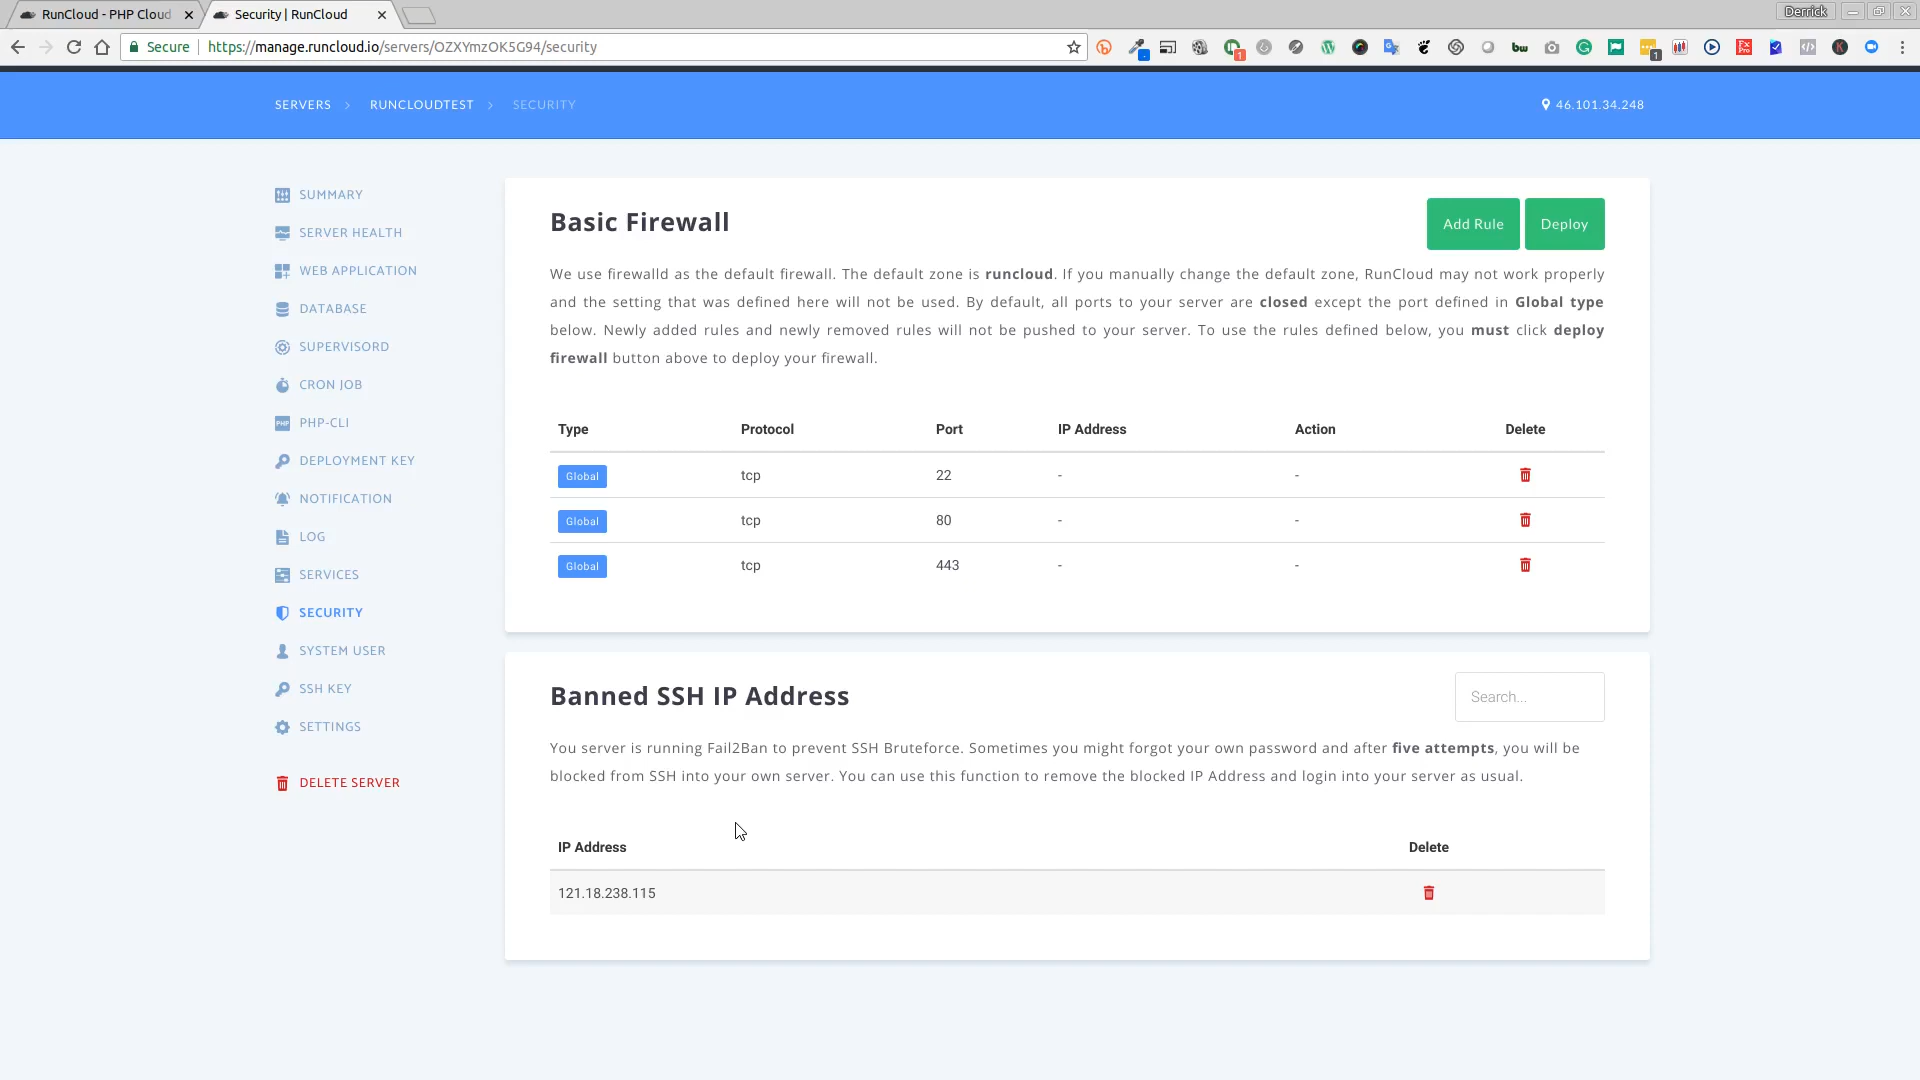 RunCloud - PHP Cloud
Security | RunCloud
Derrick
Secure
https://manage.runcloud.io/servers/OZXYmzOK5G94/security
SERVERS > RUNCLOUDTEST > SECURITY
46.101.34.248
SUMMARY
SERVER HEALTH
WEB APPLICATION
DATABASE
SUPERVISORD
CRON JOB
PHP-CLI
DEPLOYMENT KEY
NOTIFICATION
LOG
SERVICES
SECURITY
SYSTEM USER
SSH KEY
SETTINGS
DELETE SERVER
Basic Firewall
Add Rule
Deploy
We use firewalld as the default firewall. The default zone is runcloud. If you manually change the default zone, RunCloud may not work properly
and the setting that was defined here will not be used. By default, all ports to your server are closed except the port defined in Global type
below. Newly added rules and newly removed rules will not be pushed to your server. To use the rules defined below, you must click deploy
firewall button above to deploy your firewall.
Type Protocol Port IP Address Action Delete
Global tcp 22 - -
Global tcp 80 - -
Global tcp 443 - -
Banned SSH IP Address
Search...
You server is running Fail2Ban to prevent SSH Bruteforce. Sometimes you might forgot your own password and after five attempts, you will be
blocked from SSH into your own server. You can use this function to remove the blocked IP Address and login into your server as usual.
IP Address Delete
121.18.238.115